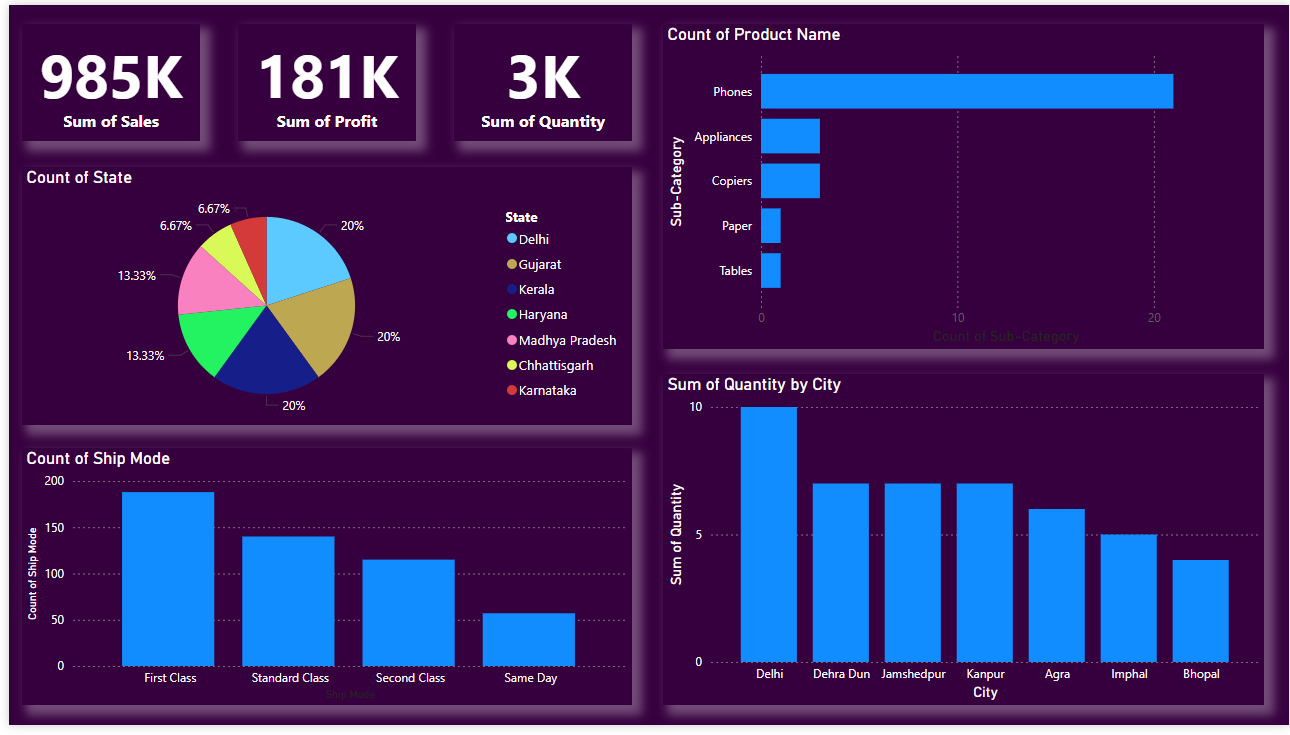 985K
Sum of Sales
181K
Sum of Profit
3K
Sum of Quantity
Count of State
6.67%
6.67%
20%
13.33%
20%
13.33%
20%
State
Delhi
Gujarat
Kerala
Haryana
Madhya Pradesh
Chhattisgarh
Karnataka
Count of Ship Mode
Count of Ship Mode
200
150
100
50
0
First Class Standard Class Second Class Same Day
Ship Mode
Count of Product Name
Sub-Category
Phones
Appliances
Copiers
Paper
Tables
0 10 20
Count of Sub-Category
Sum of Quantity by City
Sum of Quantity
10
5
0
Delhi Dehra Dun Jamshedpur Kanpur Agra Imphal Bhopal
City